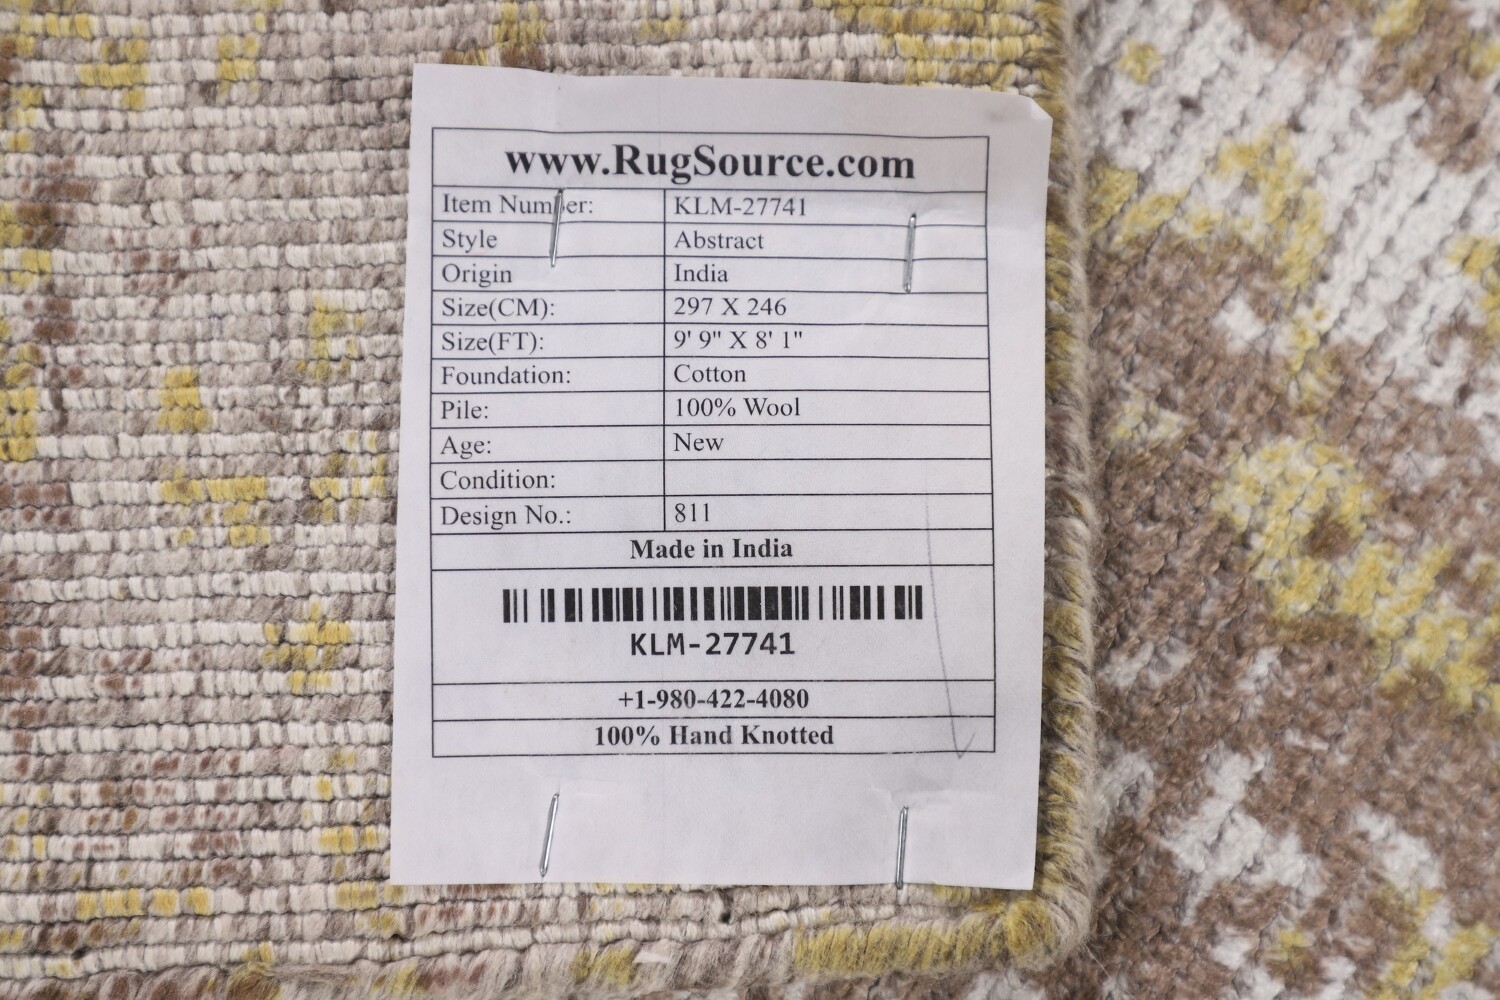 www.RugSource.com
Item Number: KLM-27741
Style Abstract
Origin India
Size(CM): 297 X 246
Size(FT): 9' 9" X 8' 1"
Foundation: Cotton
Pile: 100% Wool
Age: New
Condition:
Design No.: 811
Made in India
KLM-27741
+1-980-422-4080
100% Hand Knotted